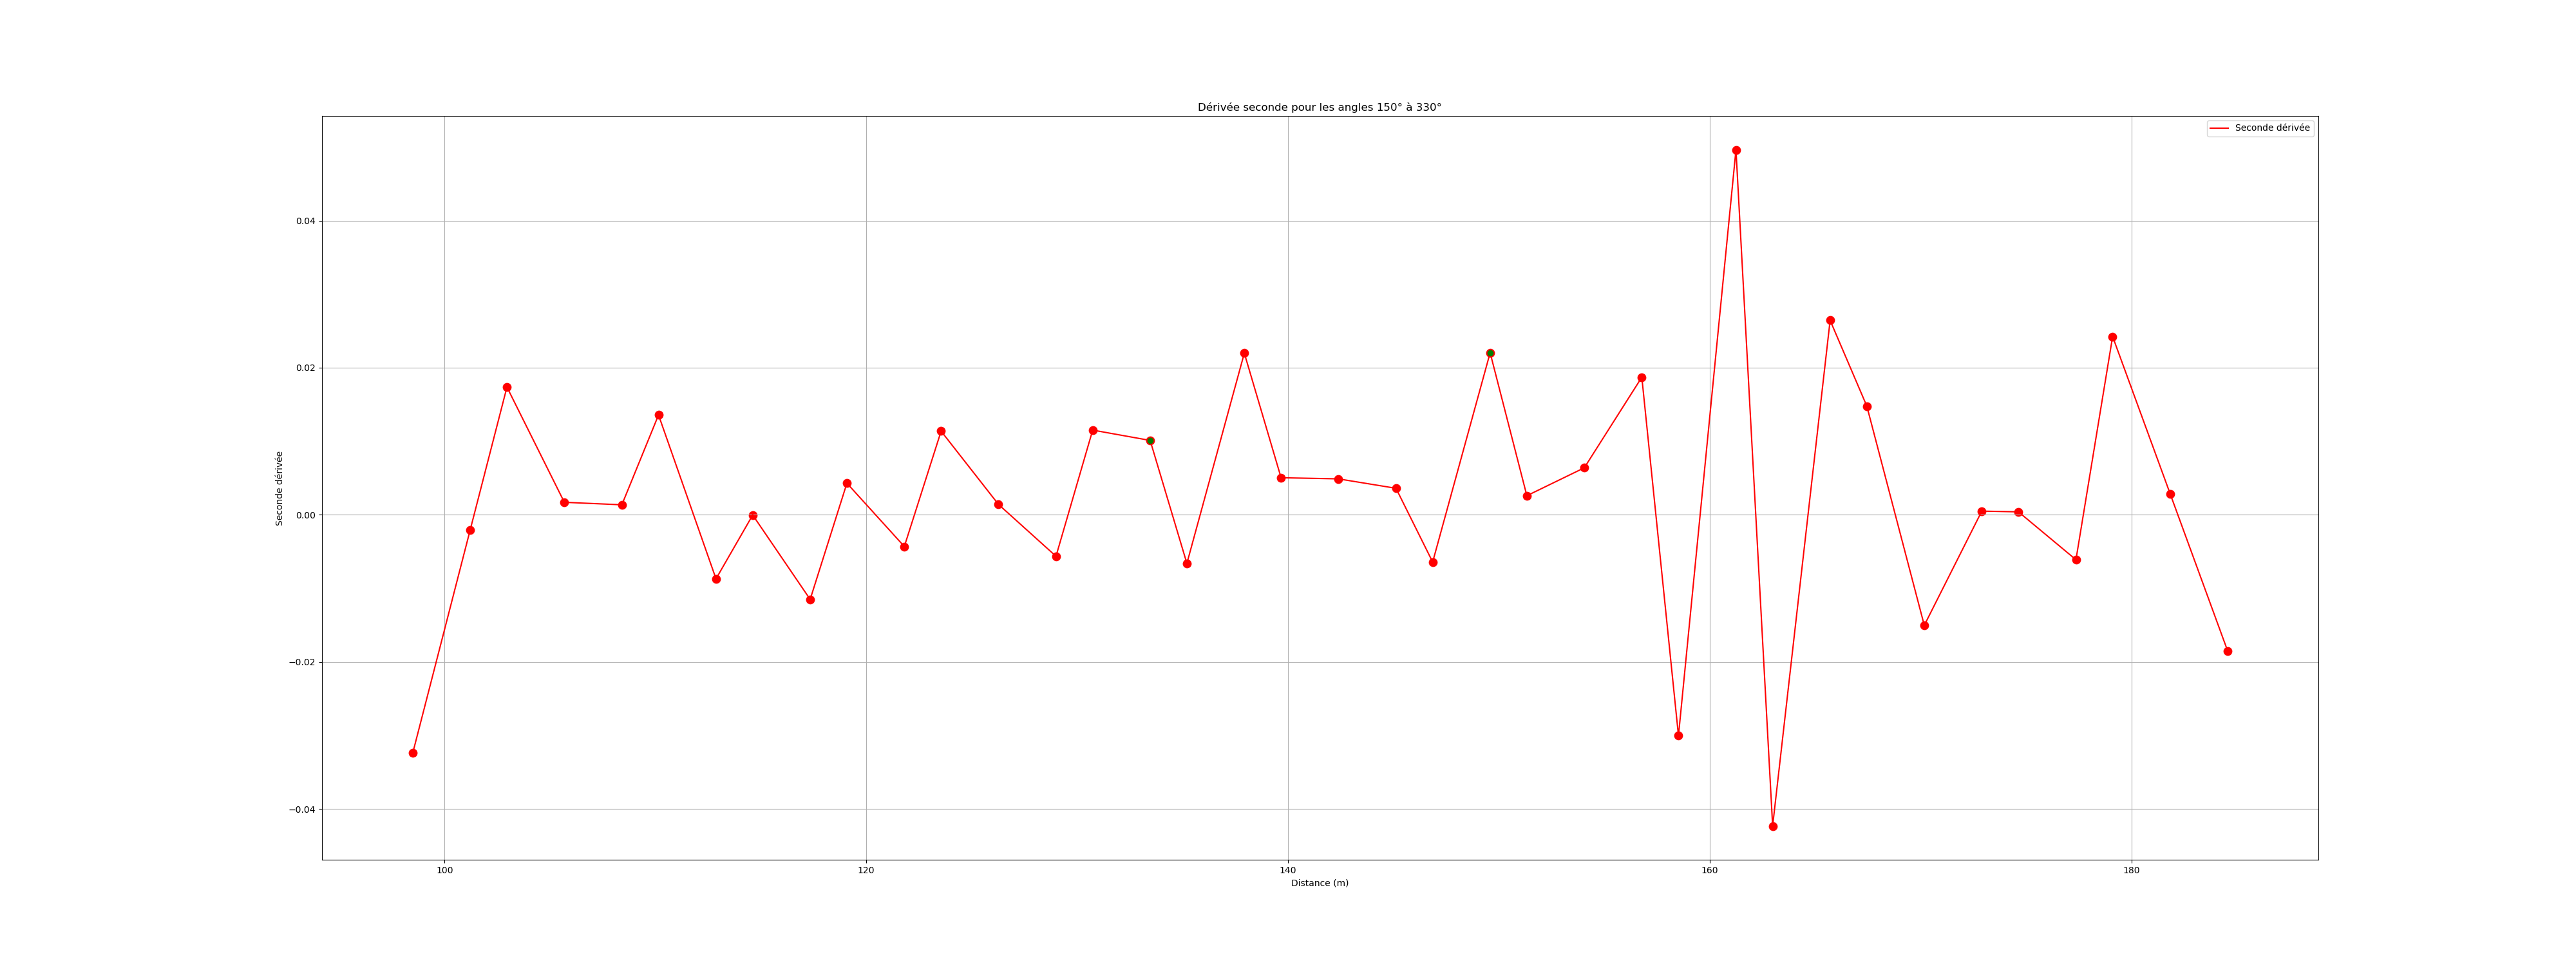 Dérivée seconde pour les angles 150° à 330°
Seconde dérivée
0.04
0.02
0.00
−0.02
−0.04
Seconde dérivée
100
120
140
160
180
Distance (m)